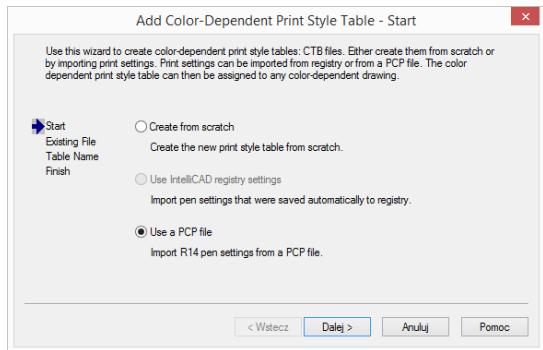 Add Color-Dependent Print Style Table - Start
Use this wizard to create color-dependent print style tables: CTB files. Either create them from scratch or
by importing print settings. Print settings can be imported from registry or from a PCP file. The color
dependent print style table can then be assigned to any color-dependent drawing.
Start
Existing File
Table Name
Finish
Create from scratch
Create the new print style table from scratch.
Use IntelliCAD registry settings
Import pen settings that were saved automatically to registry.
Use a PCP file
Import R14 pen settings from a PCP file.
< Wstecz
Dalej >
Anuluj
Pomoc